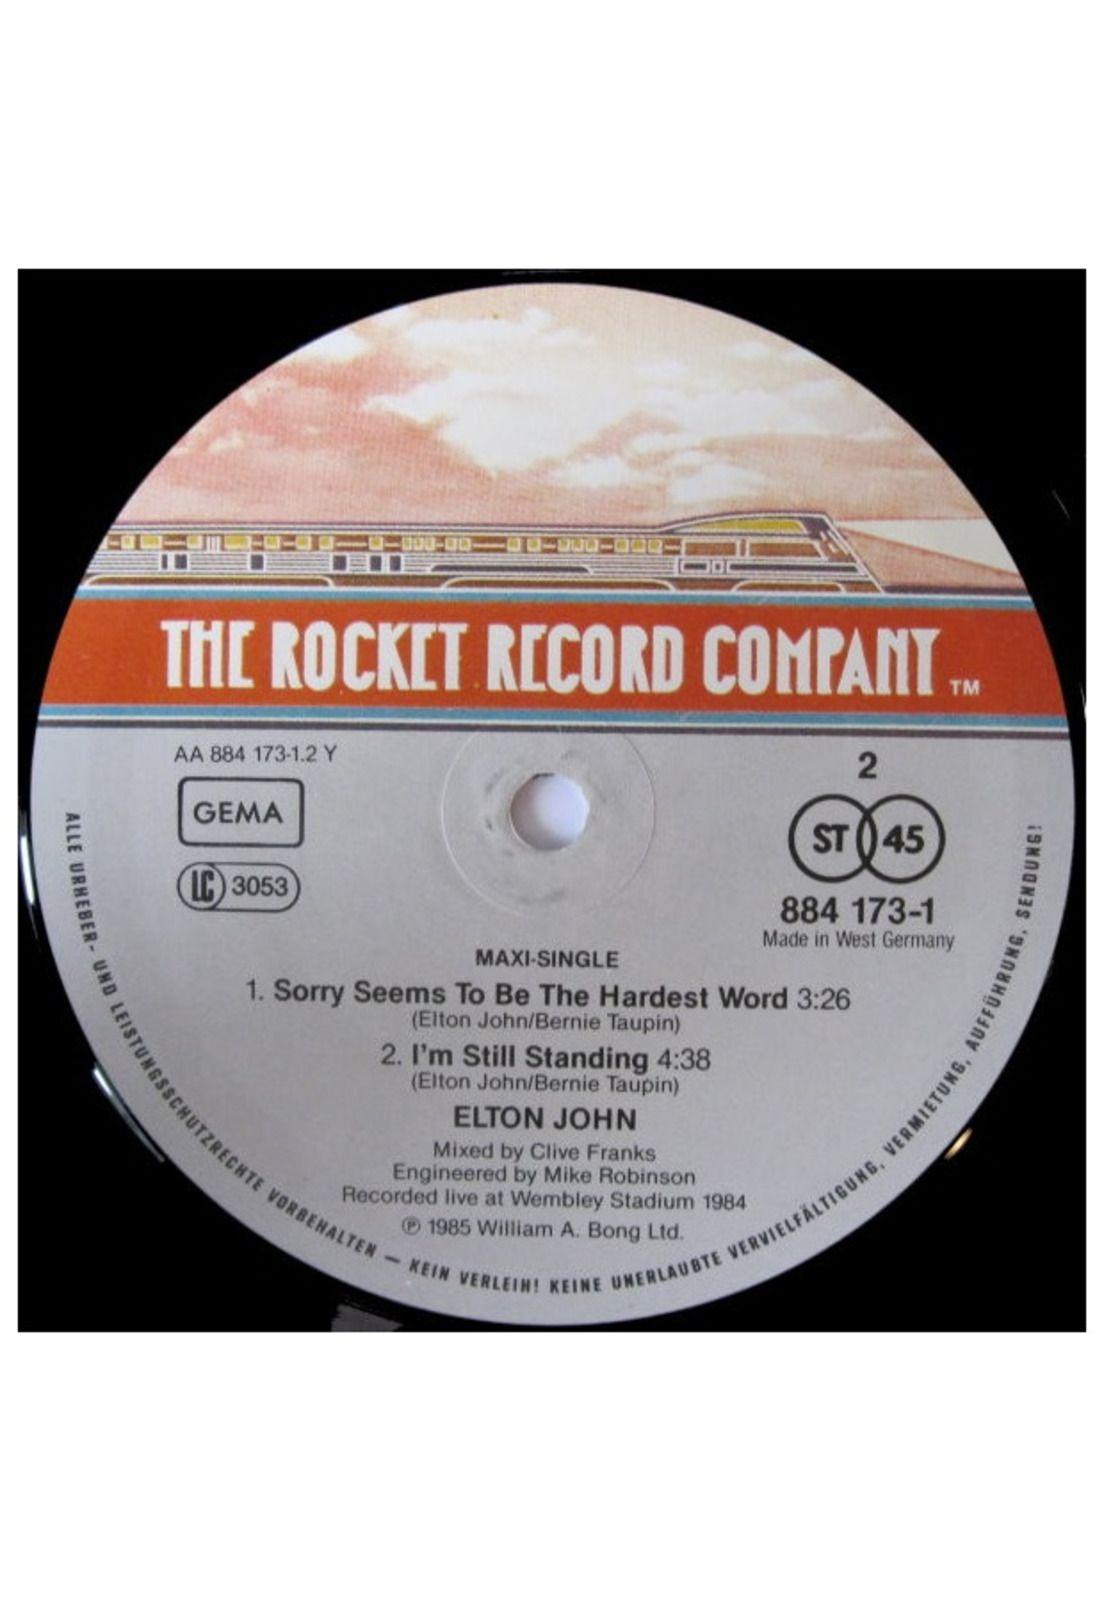 THE ROCKET RECORD COMPANY TM
AA 884 173-1.2 Y
GEMA
LC 3053
2
ST 45
884 173-1
Made in West Germany
MAXI-SINGLE
1. Sorry Seems To Be The Hardest Word 3:26
(Elton John/Bernie Taupin)
2. I'm Still Standing 4:38
(Elton John/Bernie Taupin)
ELTON JOHN
Mixed by Clive Franks
Engineered by Mike Robinson
Recorded live at Wembley Stadium 1984
℗ 1985 William A. Bong Ltd.
ALLE URHEBER- UND LEISTUNGSSCHUTZRECHTE VORBEHALTEN — KEIN VERLEIH! KEINE UNERLAUBTE VERVIELFÄLTIGUNG, VERMIETUNG, AUFFÜHRUNG, SENDUNG!